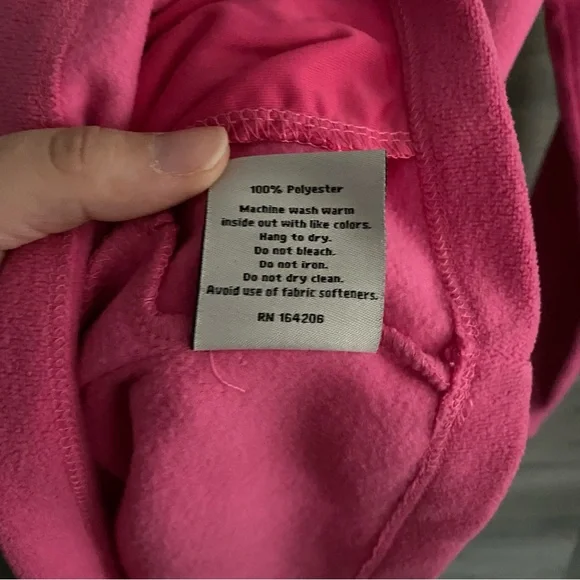 100% Polyester
Machine wash warm
inside out with like colors.
Hang to dry.
Do not bleach.
Do not iron.
Do not dry clean.
Avoid use of fabric softeners.
RN 164206